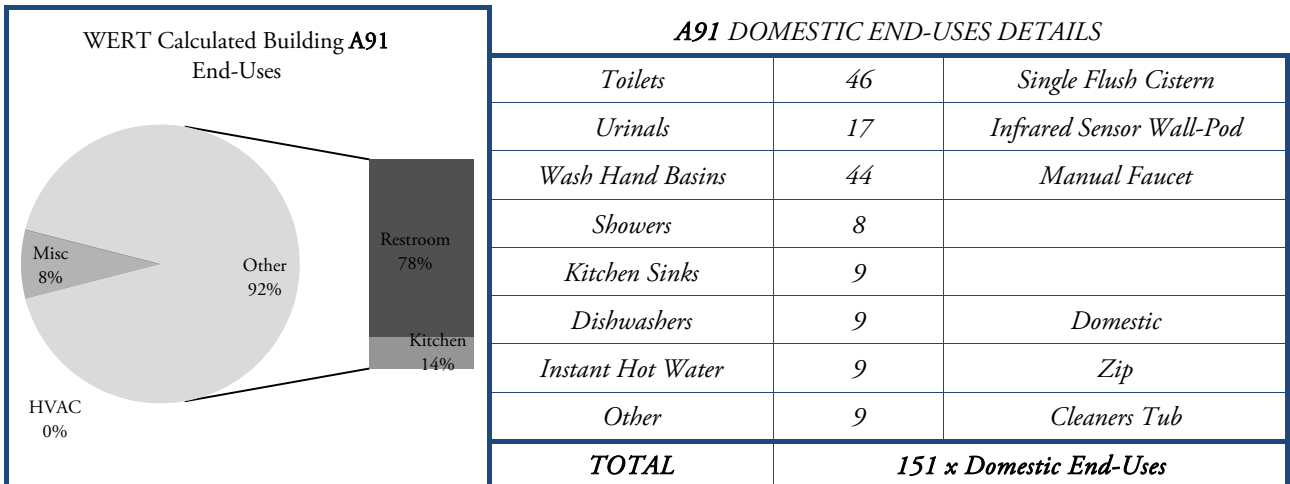 WERT Calculated Building A91
End-Uses
Misc
8%
Other
92%
Restroom
78%
Kitchen
14%
HVAC
0%
A91 DOMESTIC END-USES DETAILS
Toilets 46 Single Flush Cistern
Urinals 17 Infrared Sensor Wall-Pod
Wash Hand Basins 44 Manual Faucet
Showers 8
Kitchen Sinks 9
Dishwashers 9 Domestic
Instant Hot Water 9 Zip
Other 9 Cleaners Tub
TOTAL 151 x Domestic End-Uses